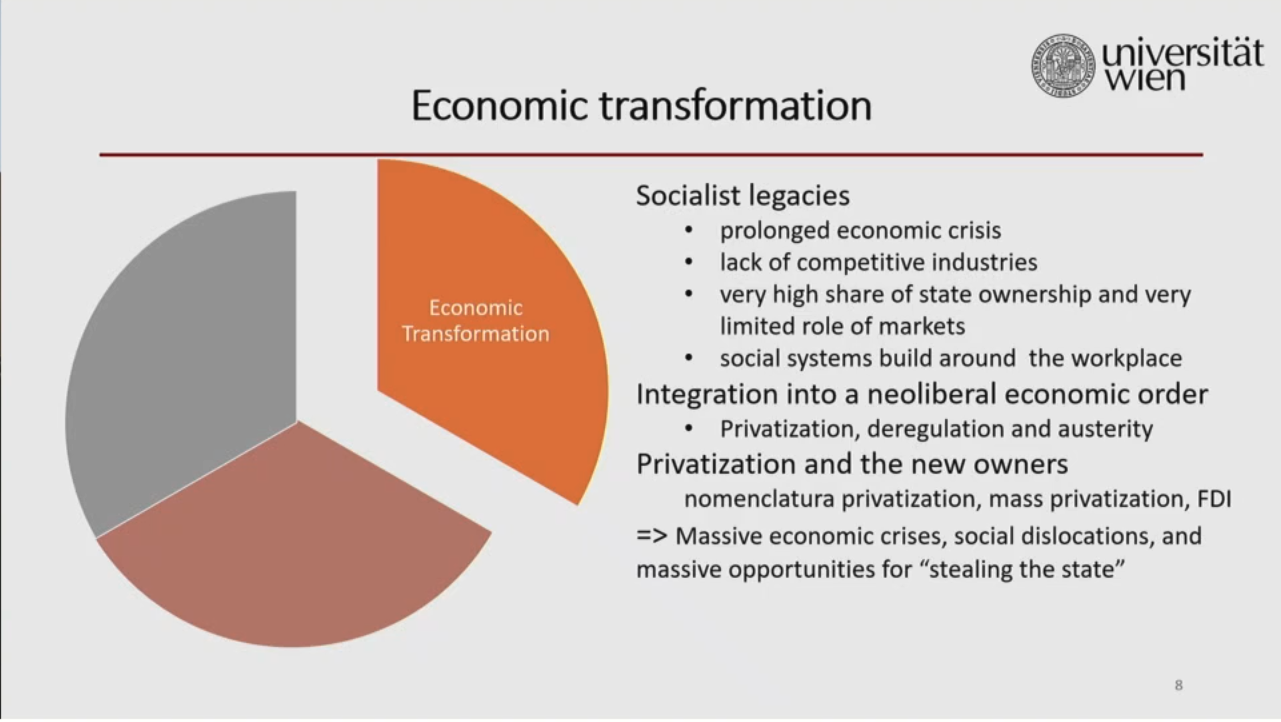 universität
wien
Economic transformation
Economic
Transformation
Socialist legacies
• prolonged economic crisis
• lack of competitive industries
• very high share of state ownership and very
limited role of markets
• social systems build around the workplace
Integration into a neoliberal economic order
• Privatization, deregulation and austerity
Privatization and the new owners
nomenclatura privatization, mass privatization, FDI
=> Massive economic crises, social dislocations, and
massive opportunities for “stealing the state”
8